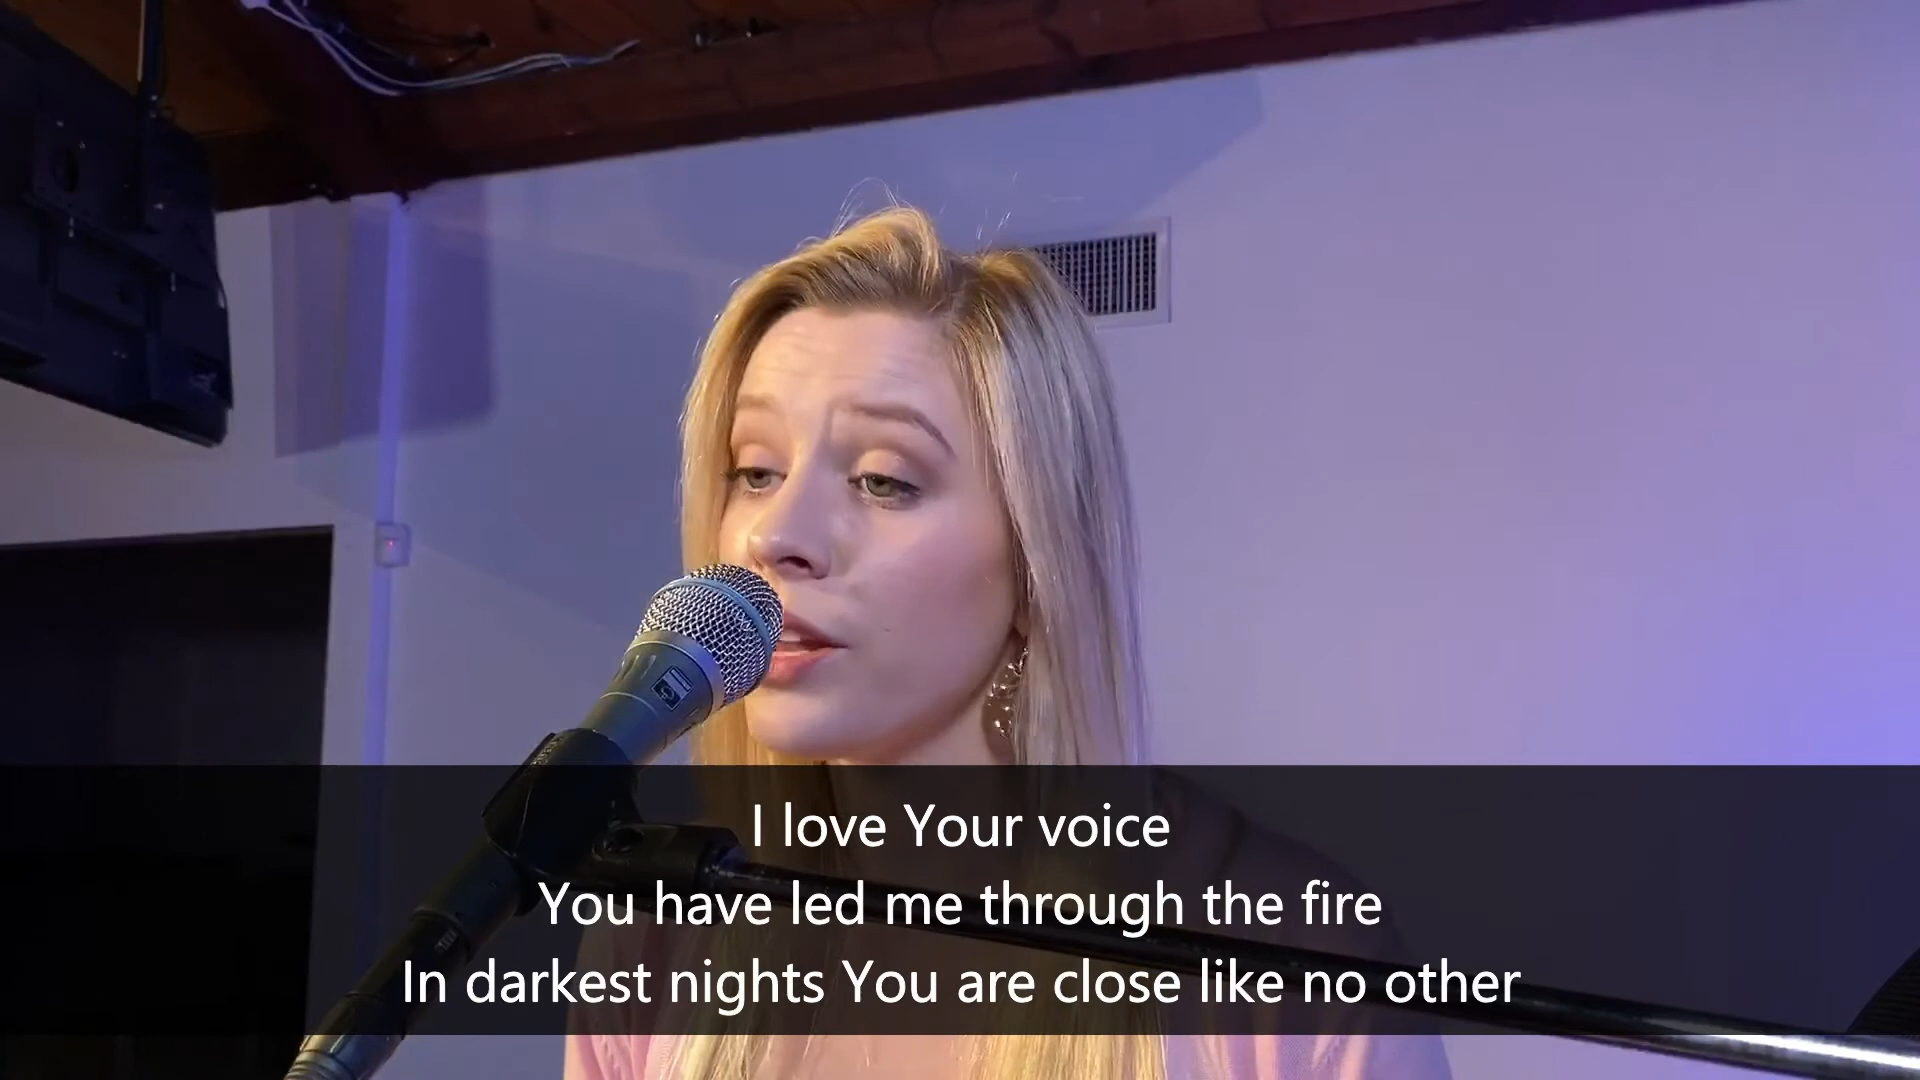 I love Your voice
You have led me through the fire
In darkest nights You are close like no other